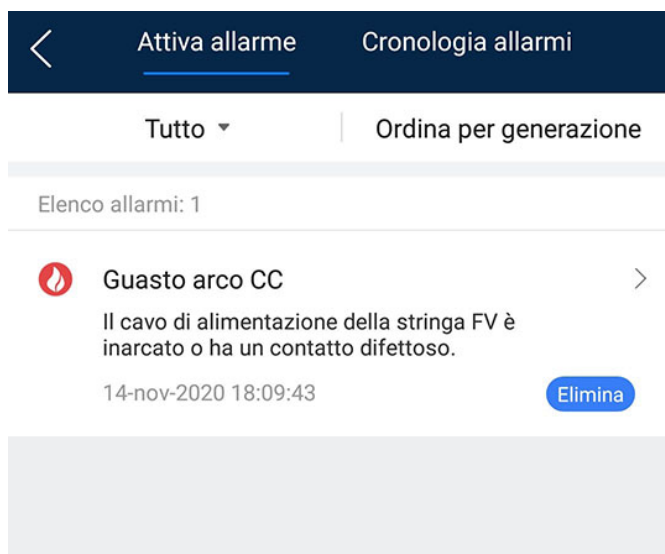 Attiva allarme Cronologia allarmi
Tutto Ordina per generazione
Elenco allarmi: 1
Guasto arco CC
Il cavo di alimentazione della stringa FV è
inarcato o ha un contatto difettoso.
14-nov-2020 18:09:43 Elimina